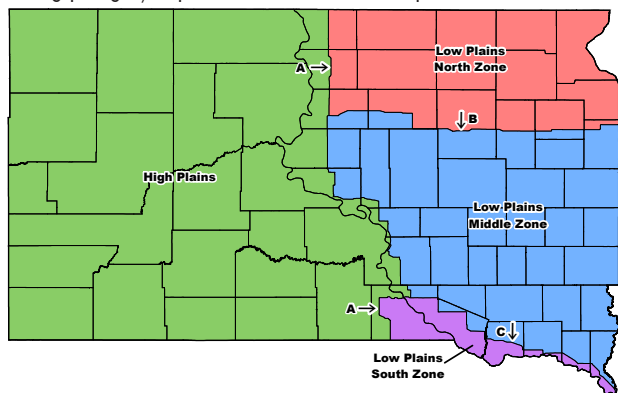 Low Plains
North Zone
A →
↓ B
High Plains
Low Plains
Middle Zone
A →
C ↓
Low Plains
South Zone